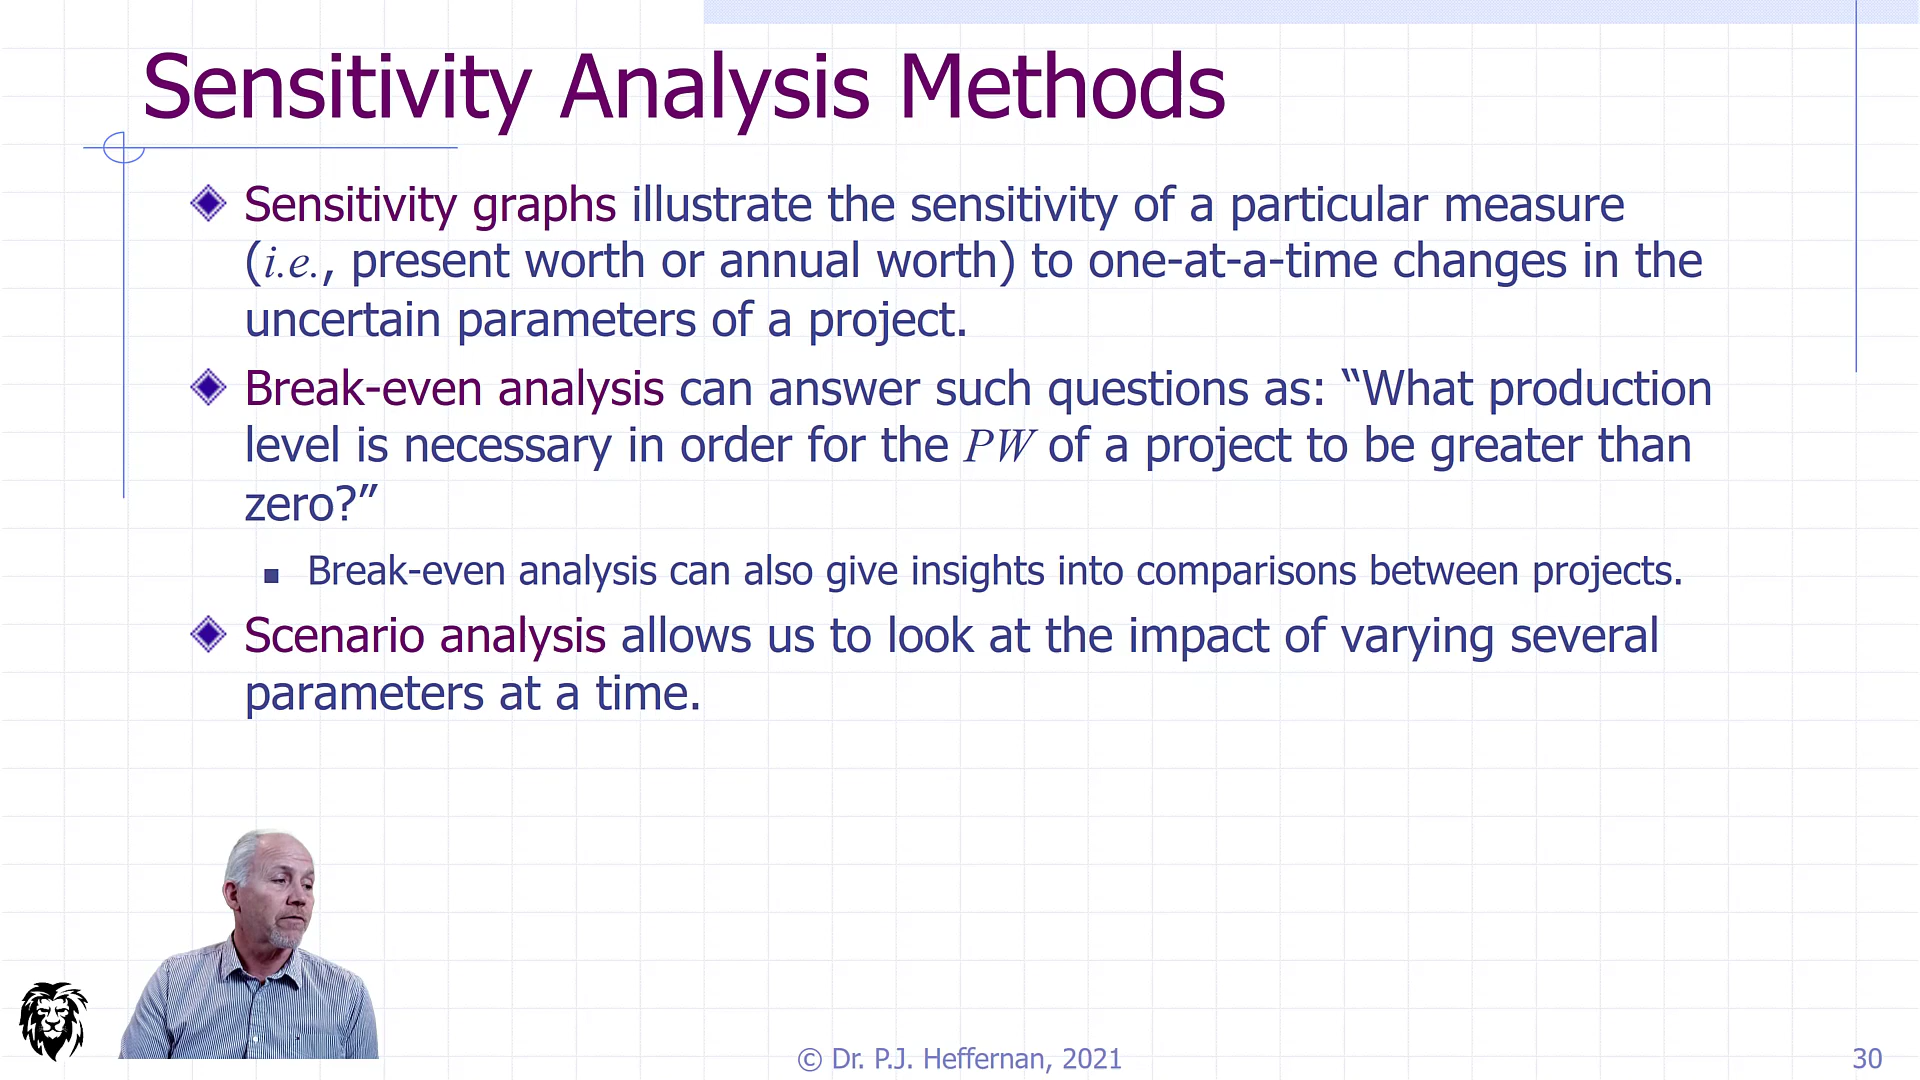 Sensitivity Analysis Methods
Sensitivity graphs illustrate the sensitivity of a particular measure
(i.e., present worth or annual worth) to one-at-a-time changes in the
uncertain parameters of a project.
Break-even analysis can answer such questions as: “What production
level is necessary in order for the PW of a project to be greater than
zero?”
Break-even analysis can also give insights into comparisons between projects.
Scenario analysis allows us to look at the impact of varying several
parameters at a time.
© Dr. P.J. Heffernan, 2021
30